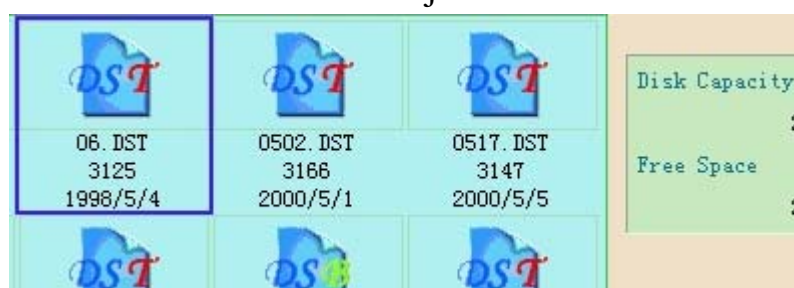 DST DST DST
06. DST 0502. DST 0517. DST
3125 3166 3147
1998/5/4 2000/5/1 2000/5/5
DST DSB DST
Disk Capacity
Free Space